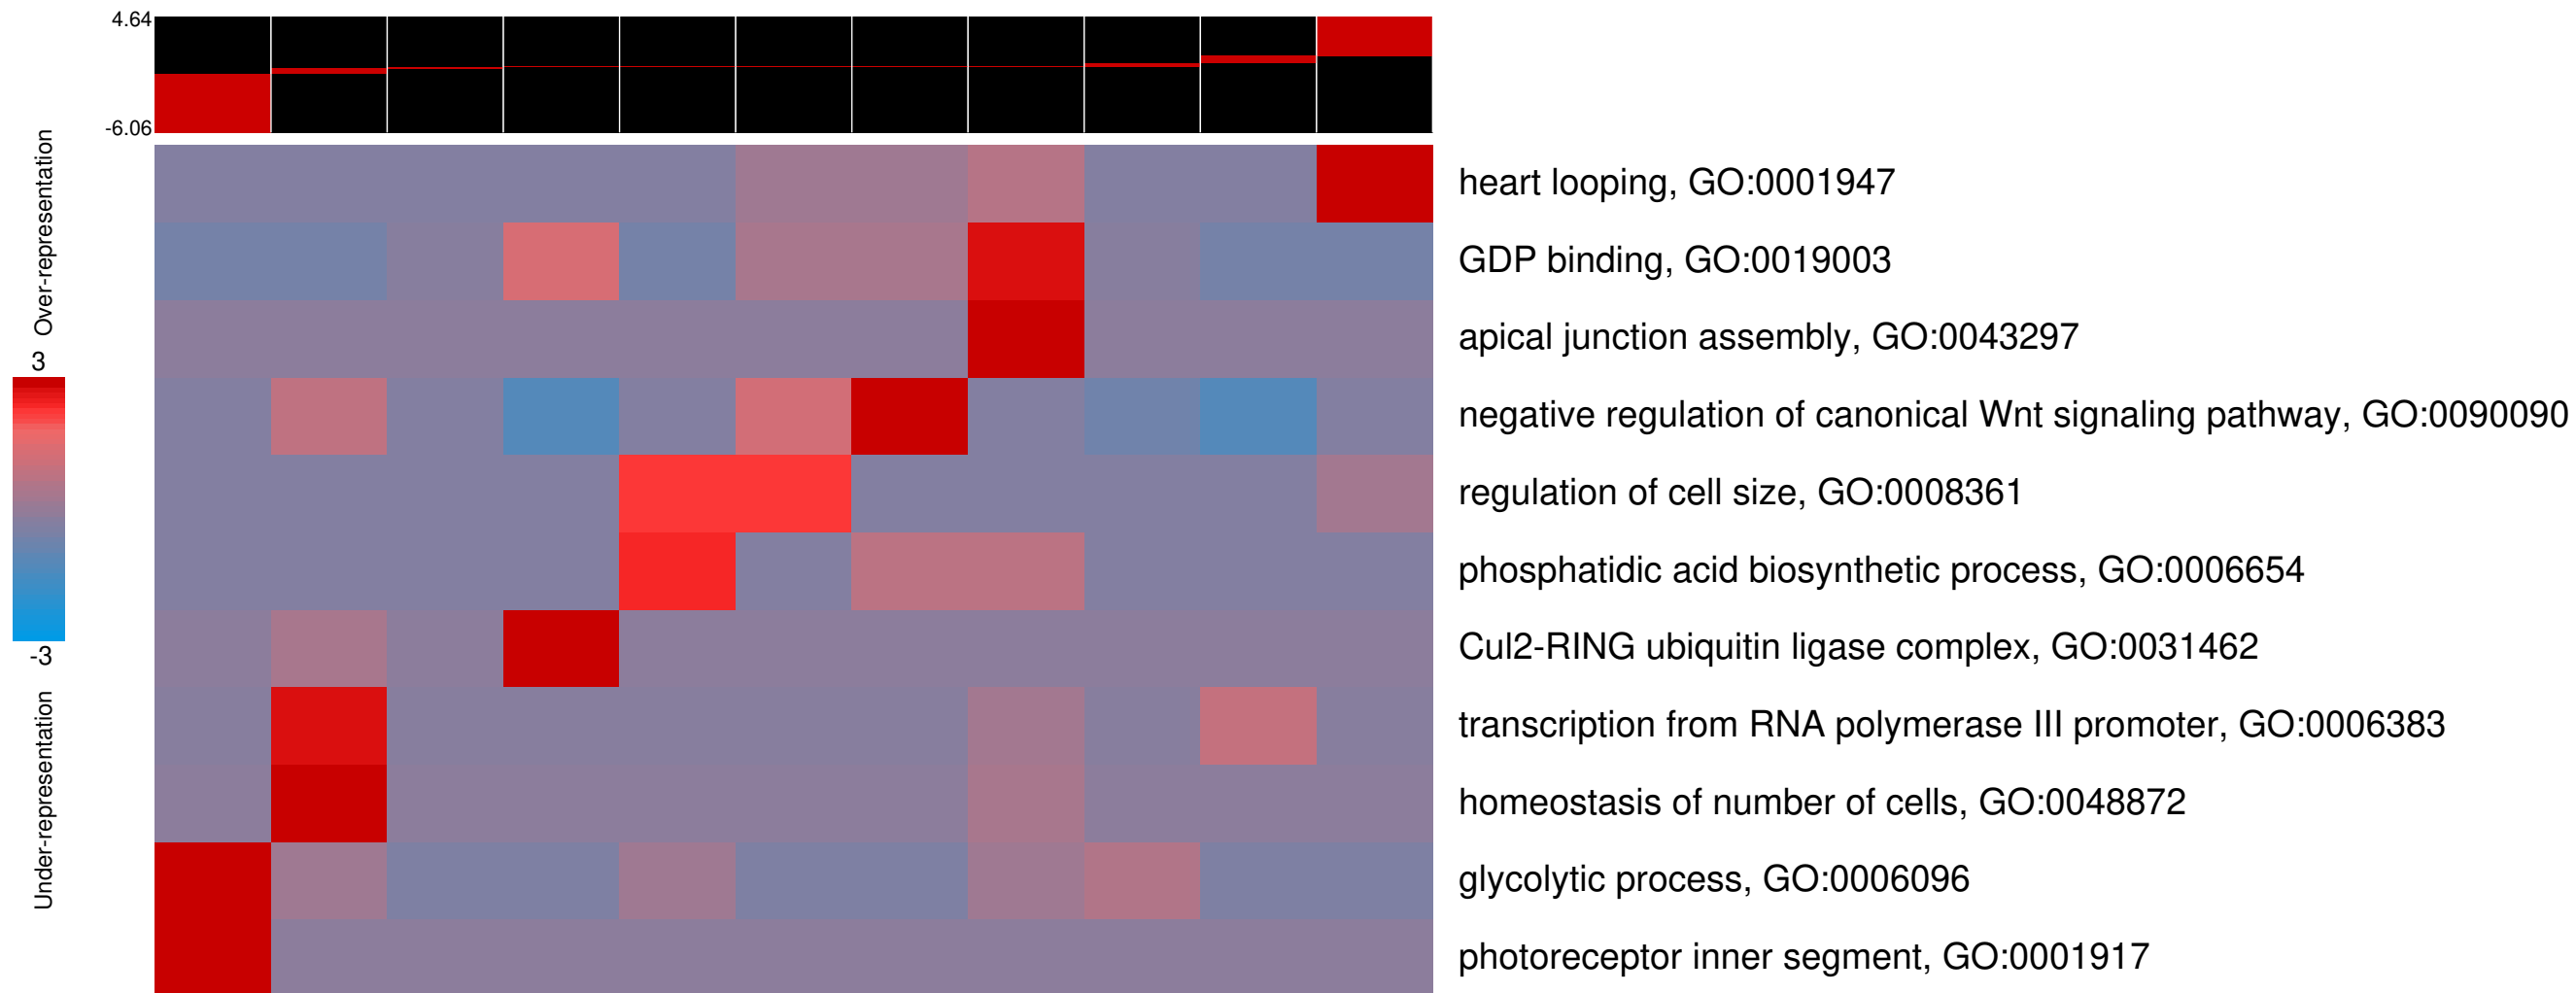 4.64
-6.06
Over-representation
3
-3
Under-representation
heart looping, GO:0001947
GDP binding, GO:0019003
apical junction assembly, GO:0043297
negative regulation of canonical Wnt signaling pathway, GO:0090090
regulation of cell size, GO:0008361
phosphatidic acid biosynthetic process, GO:0006654
Cul2-RING ubiquitin ligase complex, GO:0031462
transcription from RNA polymerase III promoter, GO:0006383
homeostasis of number of cells, GO:0048872
glycolytic process, GO:0006096
photoreceptor inner segment, GO:0001917